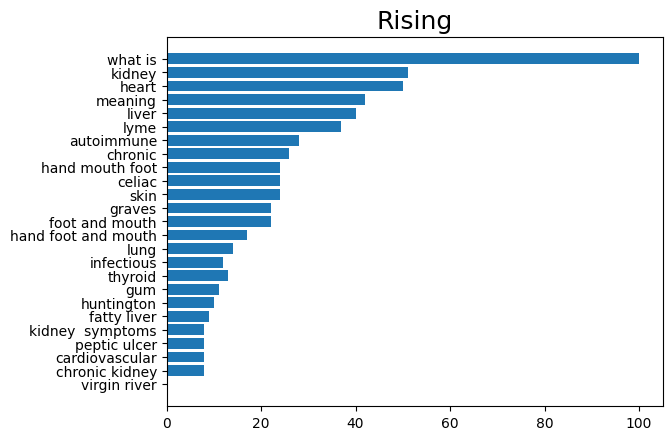 Rising
what is
kidney
heart
meaning
liver
lyme
autoimmune
chronic
hand mouth foot
celiac
skin
graves
foot and mouth
hand foot and mouth
lung
infectious
thyroid
gum
huntington
fatty liver
kidney  symptoms
peptic ulcer
cardiovascular
chronic kidney
virgin river
0 20 40 60 80 100